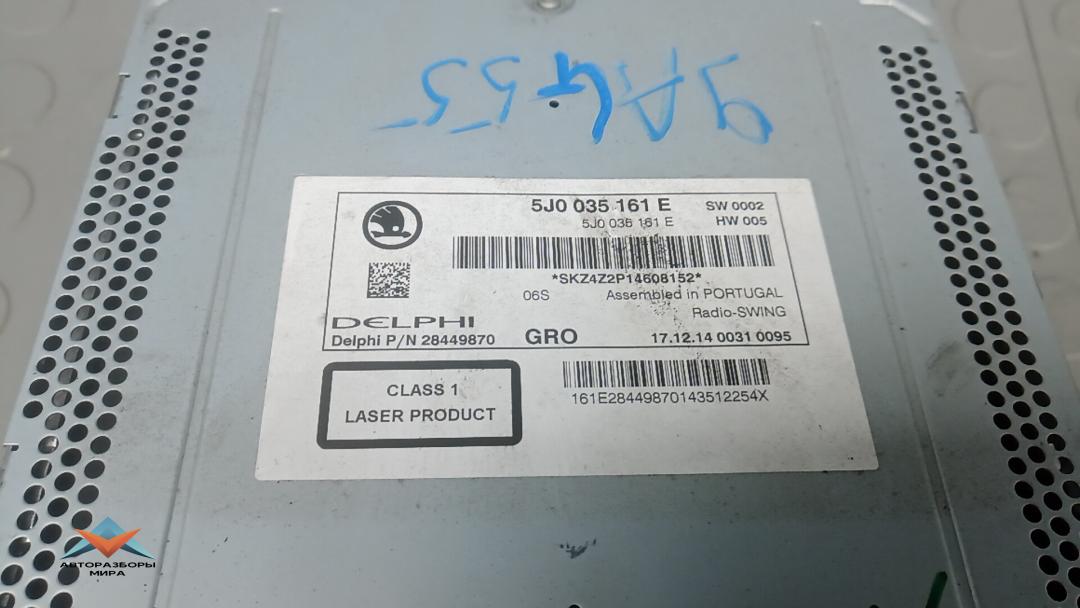 5J0 035 161 E SW 0002
5J0 035 161 E HW 005
*SKZ4Z2P14608152*
06S Assembled in PORTUGAL
Radio-SWING
DELPHI
Delphi P/N 28449870 GRO 17.12.14 0031 0095
CLASS 1
LASER PRODUCT
161E28449870143512254X
АВТОРАЗБОРЫ
МИРА